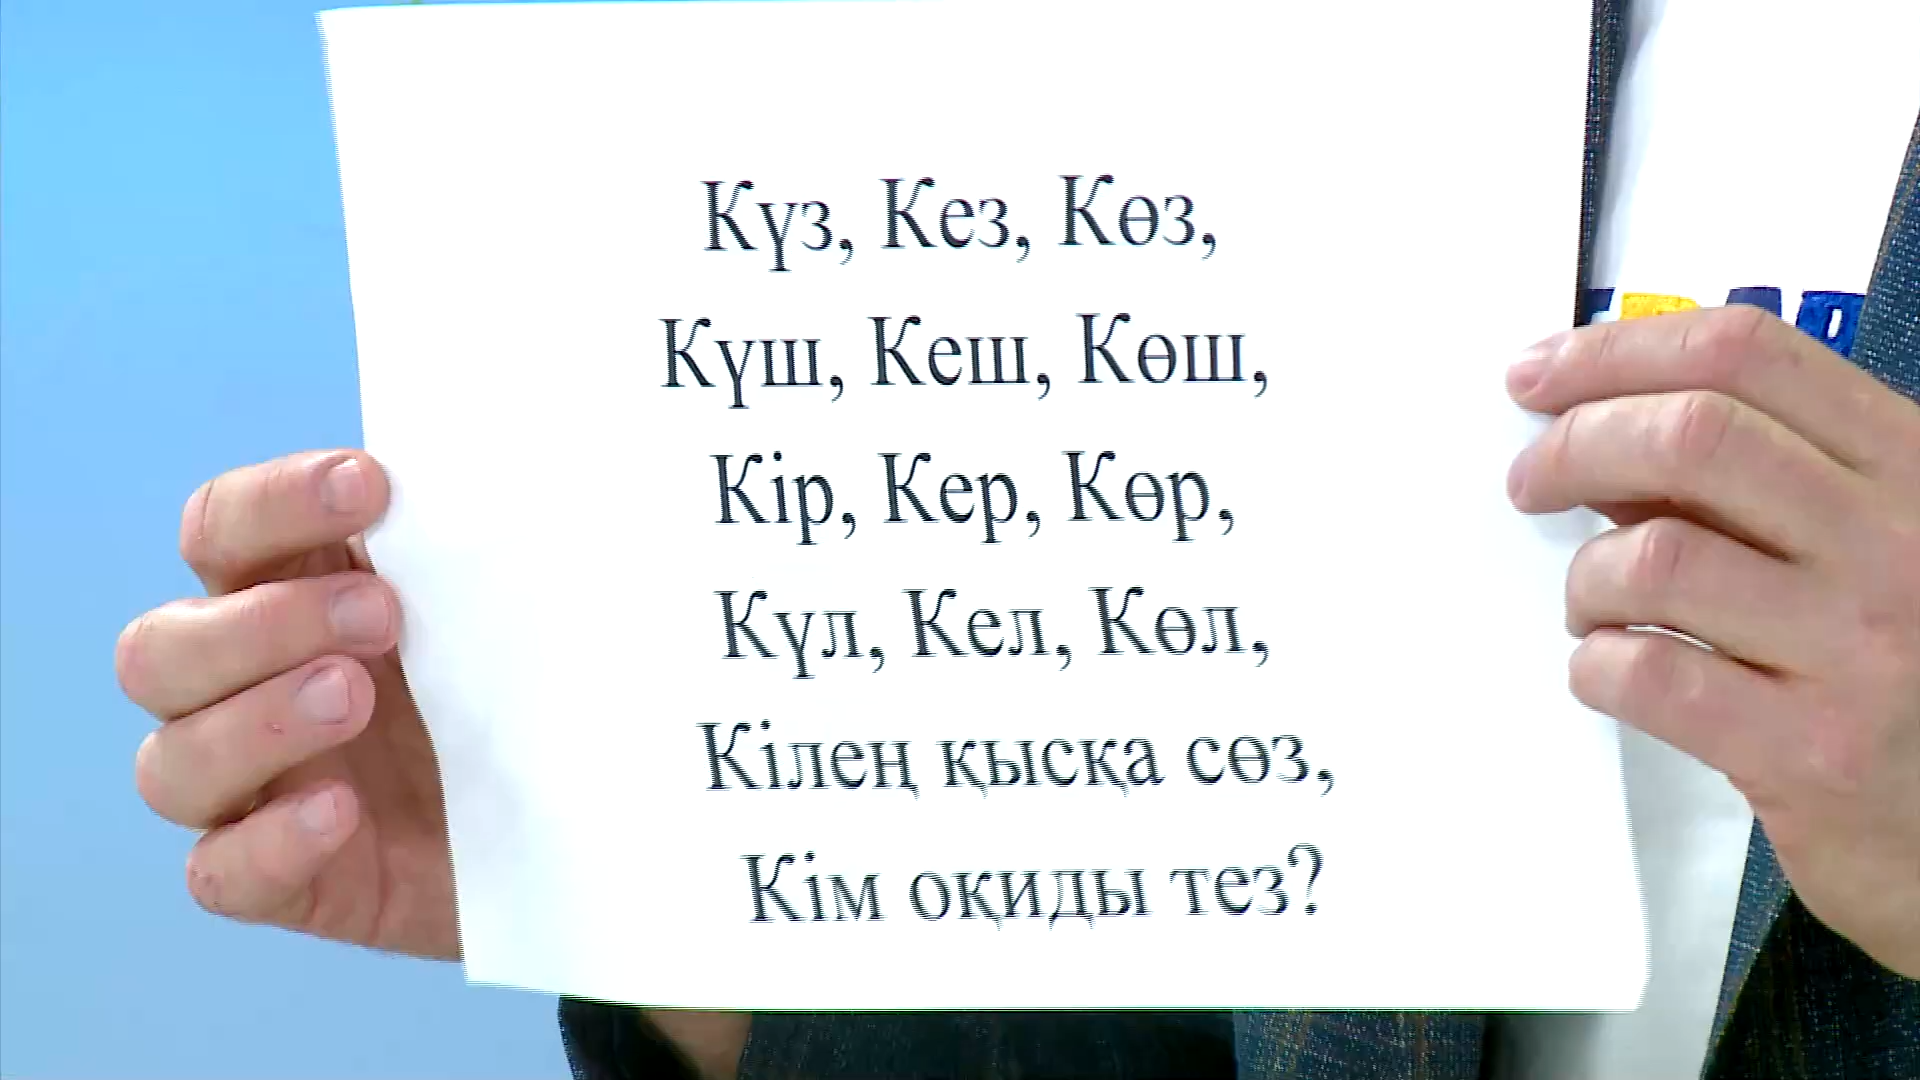 Күз, Кез, Көз,
Күш, Кеш, Көш,
Кір, Кер, Көр,
Күл, Кел, Көл,
Кілең қысқа сөз,
Кім оқиды тез?